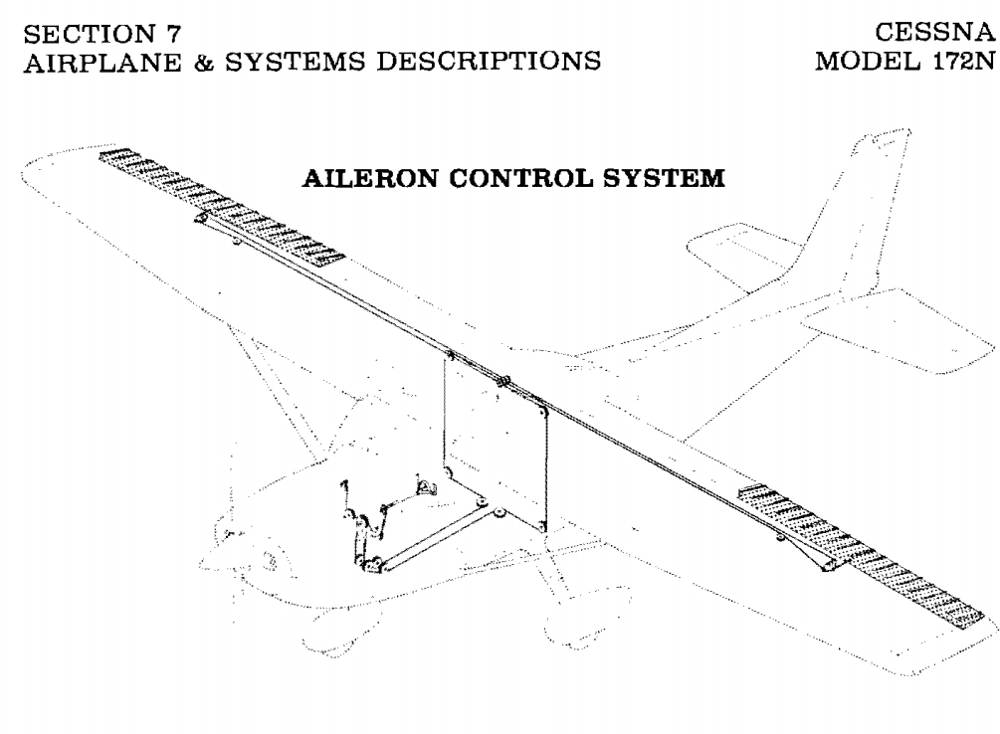 SECTION 7
AIRPLANE & SYSTEMS DESCRIPTIONS
CESSNA
MODEL 172N
AILERON CONTROL SYSTEM